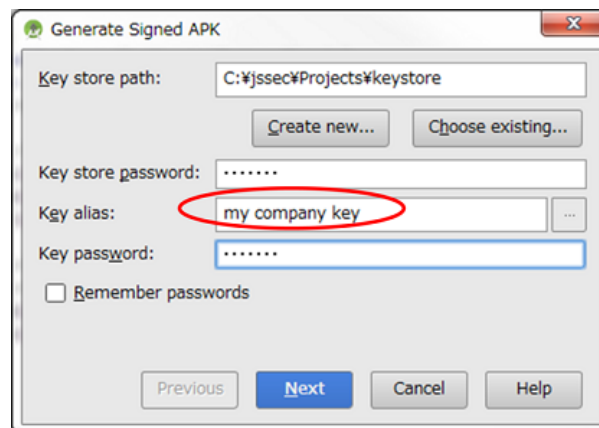 Generate Signed APK
Key store path: C:¥jssec¥Projects¥keystore
Create new... Choose existing...
Key store password: •••••••
Key alias: my company key ...
Key password: •••••••
Remember passwords
Previous Next Cancel Help